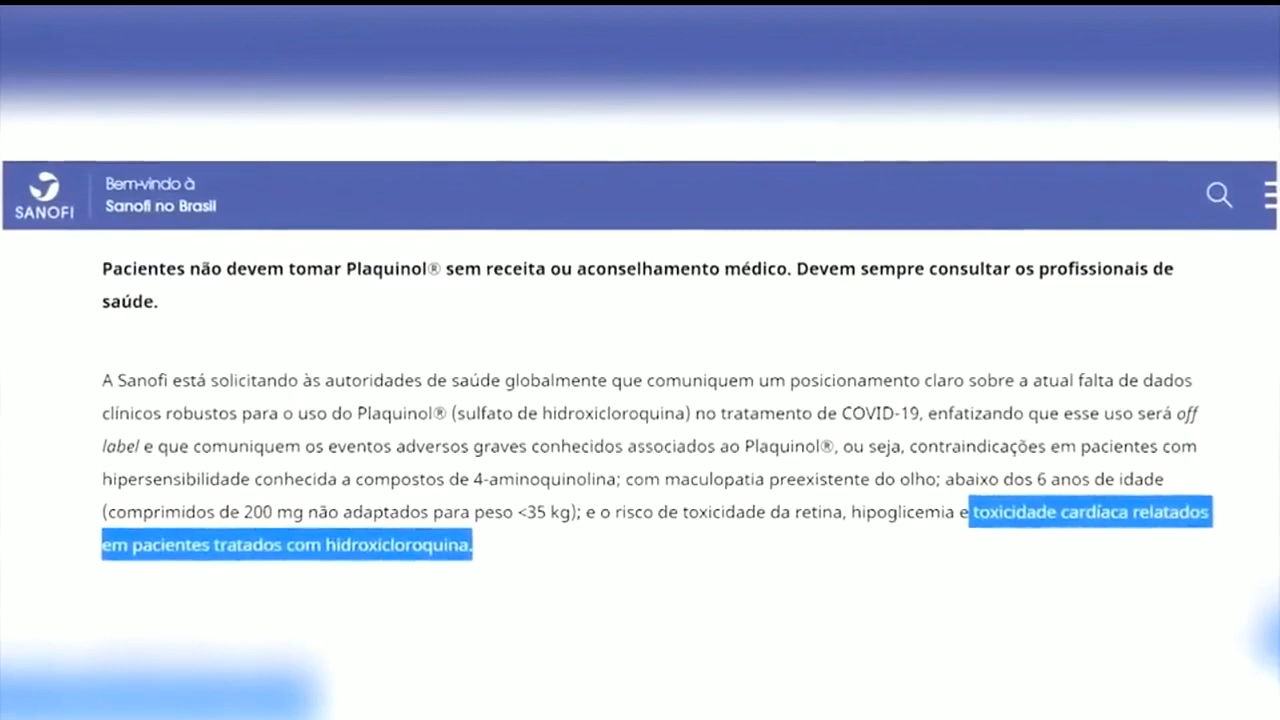 SANOFI
Bem-vindo à
Sanofi no Brasil
Pacientes não devem tomar Plaquinol® sem receita ou aconselhamento médico. Devem sempre consultar os profissionais de
saúde.
A Sanofi está solicitando às autoridades de saúde globalmente que comuniquem um posicionamento claro sobre a atual falta de dados
clínicos robustos para o uso do Plaquinol® (sulfato de hidroxicloroquina) no tratamento de COVID-19, enfatizando que esse uso será off
label e que comuniquem os eventos adversos graves conhecidos associados ao Plaquinol®, ou seja, contraindicações em pacientes com
hipersensibilidade conhecida a compostos de 4-aminoquinolina; com maculopatia preexistente do olho; abaixo dos 6 anos de idade
(comprimidos de 200 mg não adaptados para peso <35 kg); e o risco de toxicidade da retina, hipoglicemia e toxicidade cardíaca relatados
em pacientes tratados com hidroxicloroquina.